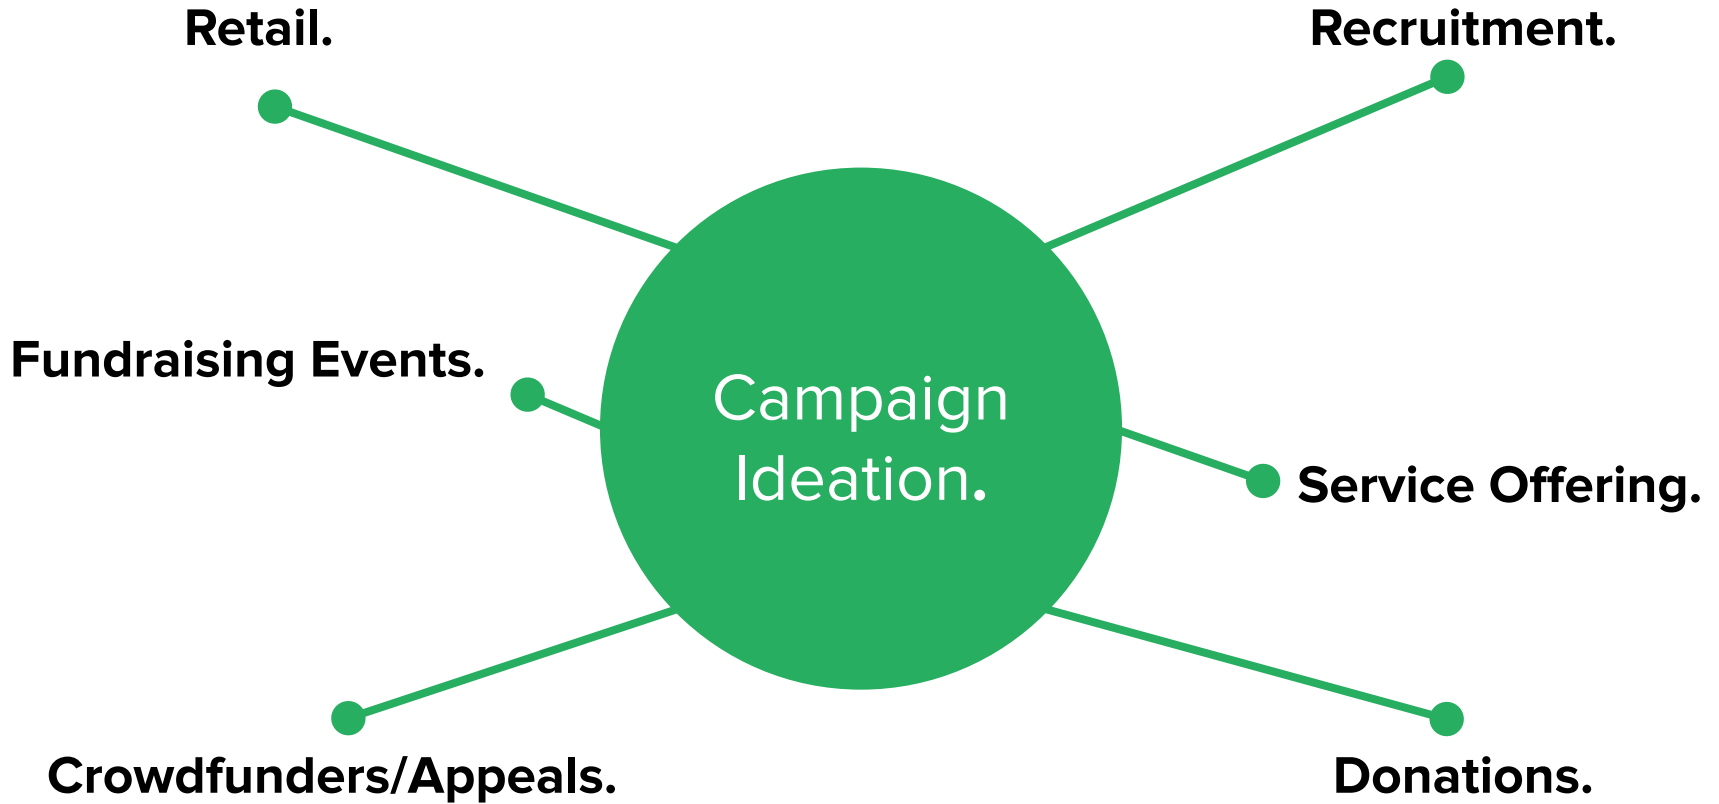 Retail.
Recruitment.
Fundraising Events.
Campaign
Ideation.
Service Offering.
Crowdfunders/Appeals.
Donations.